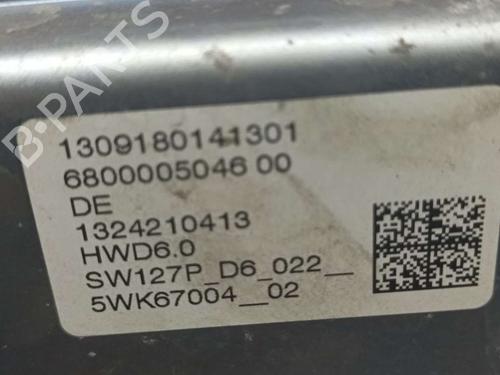 B-PARTS
1309180141301
6800005046 00
DE
1324210413
HWD6.0
SW127P_D6_022__
5WK67004__02